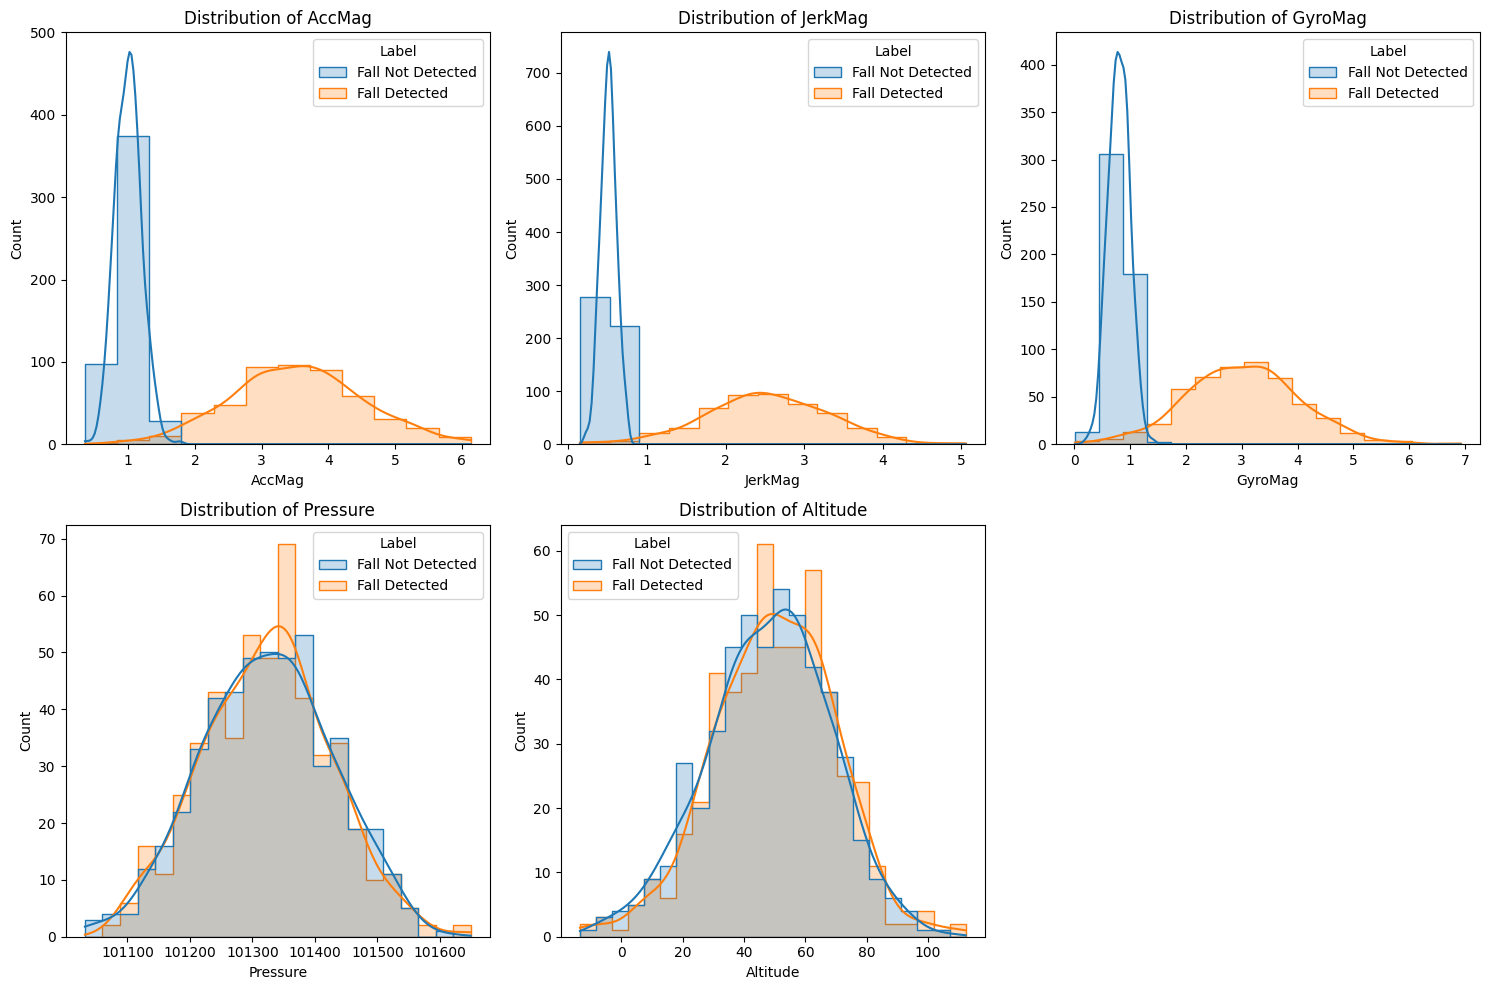 Distribution of AccMag
Label
Fall Not Detected
Fall Detected
500
400
300
200
100
0
Count
1 2 3 4 5 6
AccMag
Distribution of JerkMag
Label
Fall Not Detected
Fall Detected
700
600
500
400
300
200
100
0
Count
0 1 2 3 4 5
JerkMag
Distribution of GyroMag
Label
Fall Not Detected
Fall Detected
400
350
300
250
200
150
100
50
0
Count
0 1 2 3 4 5 6 7
GyroMag
Distribution of Pressure
Label
Fall Not Detected
Fall Detected
70
60
50
40
30
20
10
0
Count
101100 101200 101300 101400 101500 101600
Pressure
Distribution of Altitude
Label
Fall Not Detected
Fall Detected
60
50
40
30
20
10
0
Count
0 20 40 60 80 100
Altitude